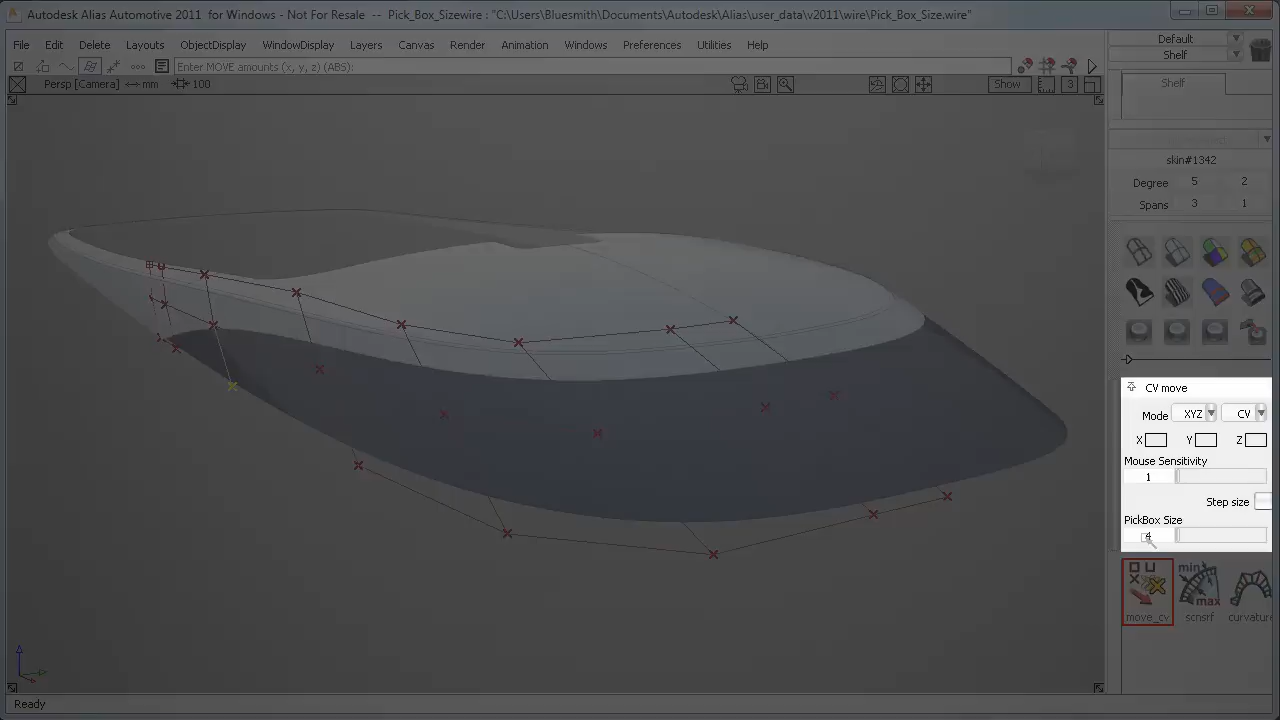 Autodesk Alias Automotive 2011 for Windows - Not For Resale -- Pick_Box_Sizewire : "C:\Users\Bluesmith\Documents\Autodesk\Alias\user_data\v2011\wire\Pick_Box_Size.wire"
File Edit Delete Layouts ObjectDisplay WindowDisplay Layers Canvas Render Animation Windows Preferences Utilities Help
Enter MOVE amounts (x, y, z) (ABS):
Persp [Camera] mm 100 Show 3
Default
Shelf
Shelf
skin#1342
Degree 5 2
Spans 3 1
CV move
Mode XYZ CV
X Y Z
Mouse Sensitivity
1
Step size
PickBox Size
4
min
max
move_cv scnsrf curvature
Ready